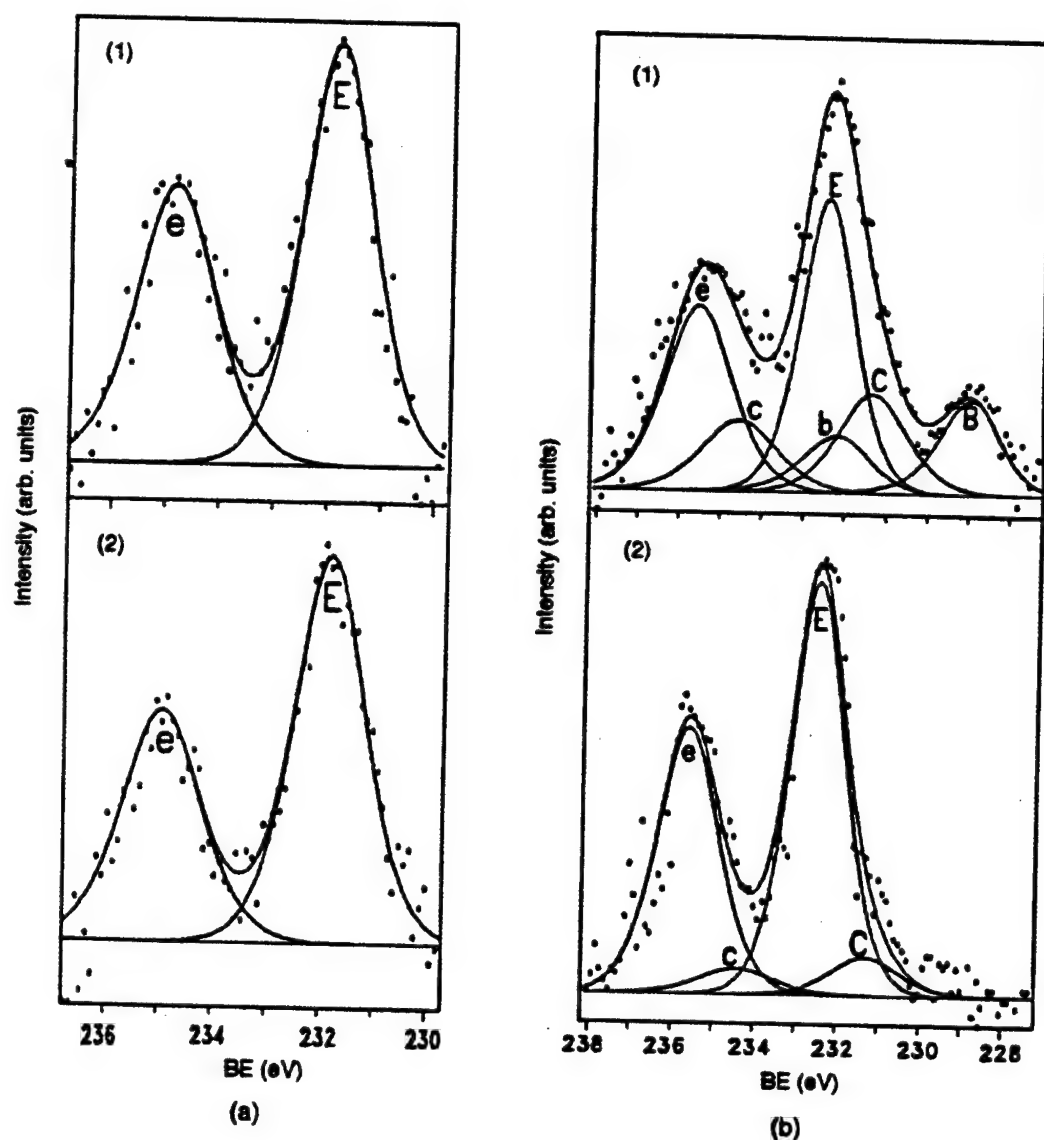 (1)
E
e
(2)
E
e
Intensity (arb. units)
236 234 232 230
BE (eV)
(a)
(1)
E
e
C
c
b
B
(2)
E
e
C
C
Intensity (arb. units)
238 236 234 232 230 228
BE (eV)
(b)